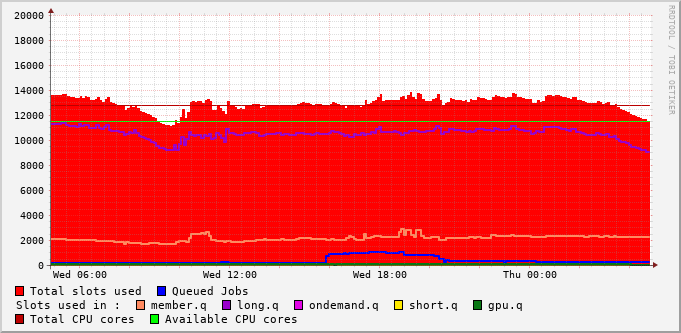 20000
18000
16000
14000
12000
10000
8000
6000
4000
2000
0
Wed 06:00 Wed 12:00 Wed 18:00 Thu 00:00
RRDTOOL / TOBI OETIKER
Total slots used Queued Jobs
Slots used in : member.q long.q ondemand.q short.q gpu.q
Total CPU cores Available CPU cores